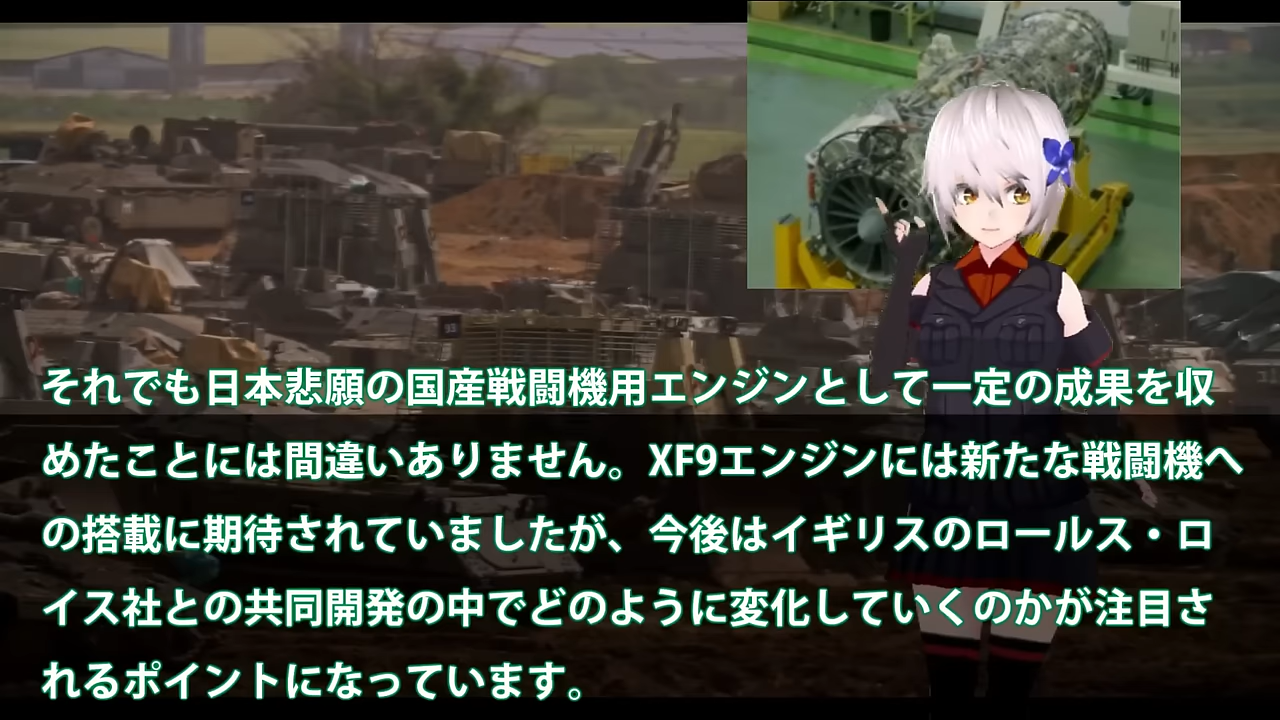 それでも日本悲願の国産戦闘機用エンジンとして一定の成果を収
めたことには間違いありません。XF9エンジンには新たな戦闘機へ
の搭載に期待されていましたが、今後はイギリスのロールス・ロ
イス社との共同開発の中でどのように変化していくのかが注目さ
れるポイントになっています。